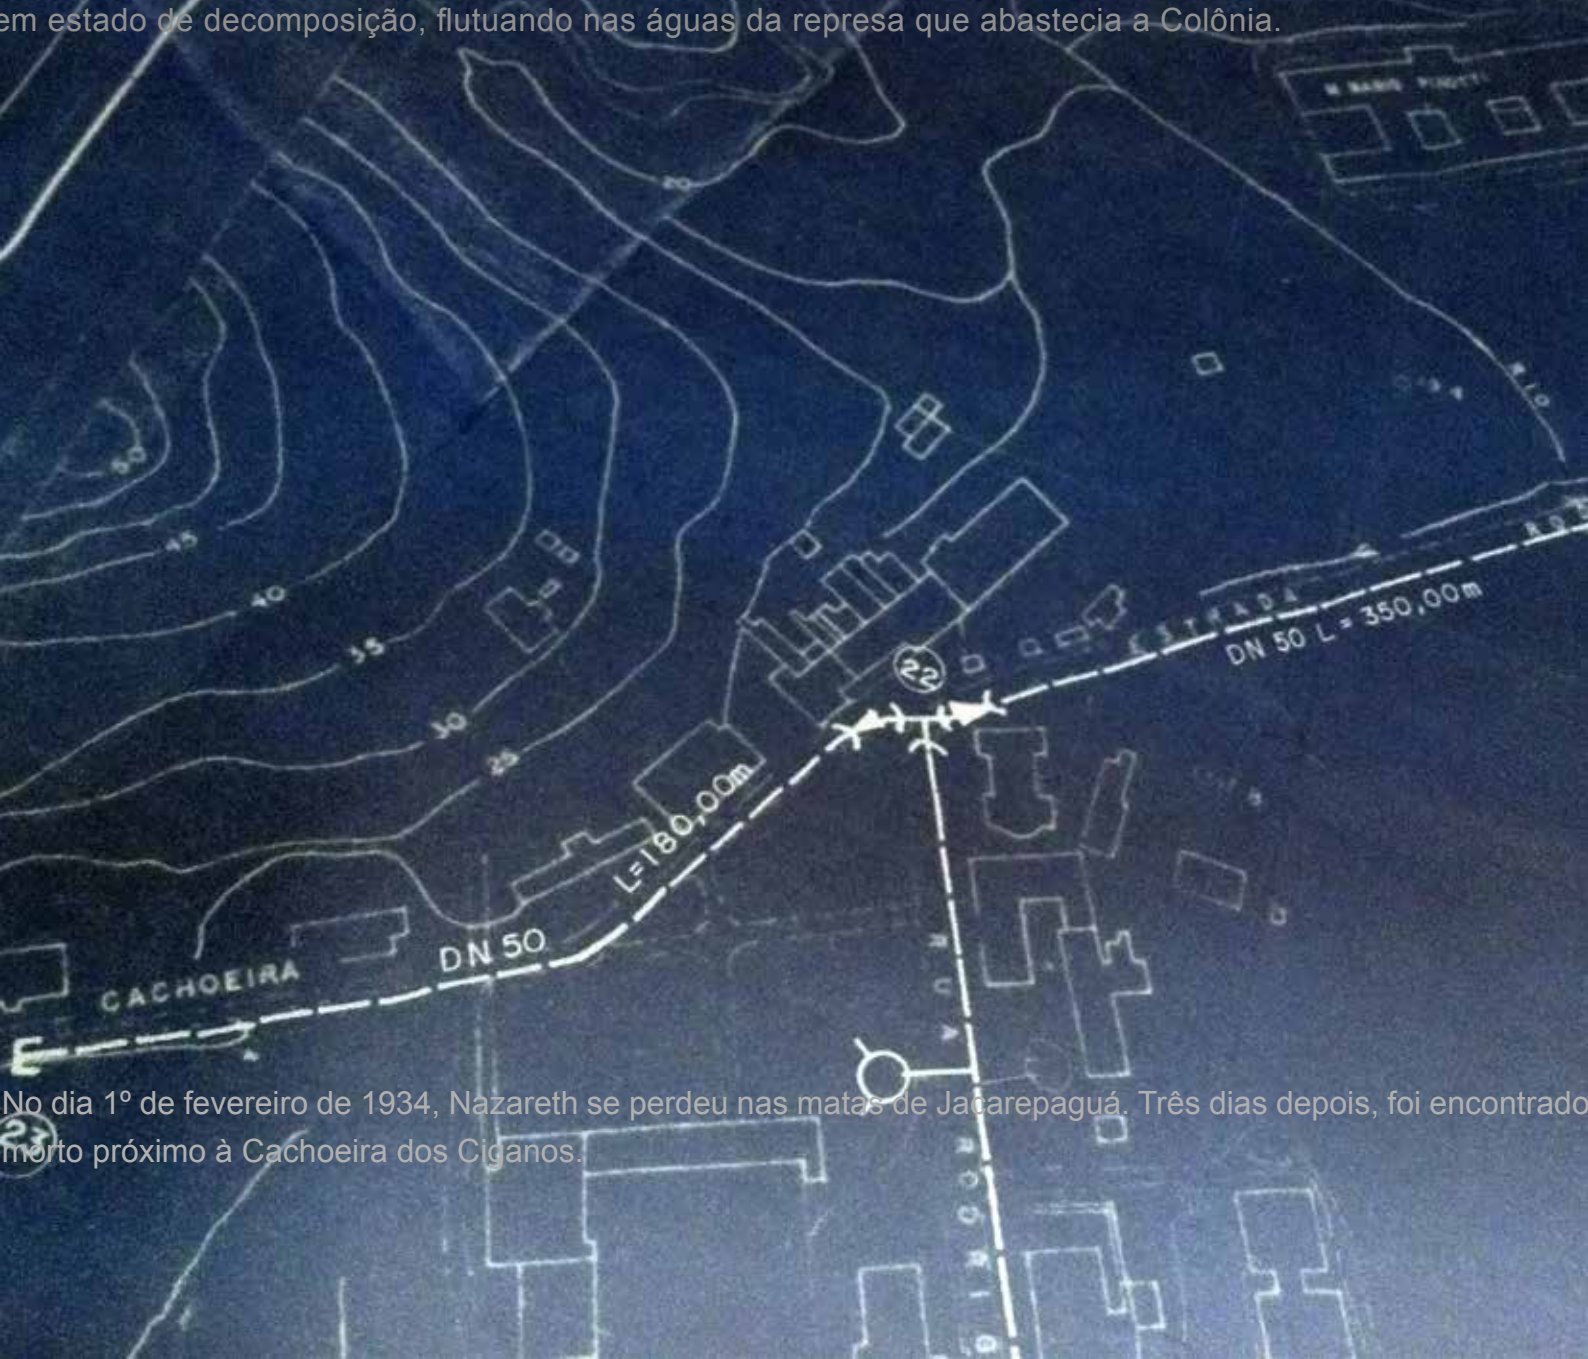 em estado de decomposição, flutuando nas águas da represa que abastecia a Colônia.
20
RIO
50
45
40
35
30
25
22
ESTRADA
DN 50 L = 350,00m
L=180,00m
DN 50
CACHOEIRA
E
RUA
No dia 1º de fevereiro de 1934, Nazareth se perdeu nas matas de Jacarepaguá. Três dias depois, foi encontrado
23
morto próximo à Cachoeira dos Ciganos.
RODRIG